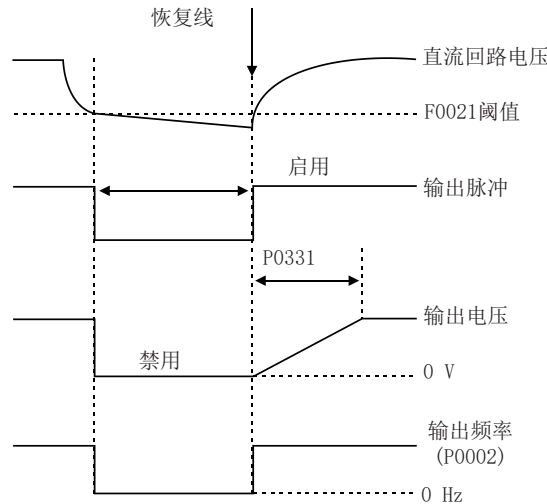 恢复线
直流回路电压
F0021阈值
启用
输出脉冲
P0331
输出电压
禁用
0 V
输出频率
(P0002)
0 Hz